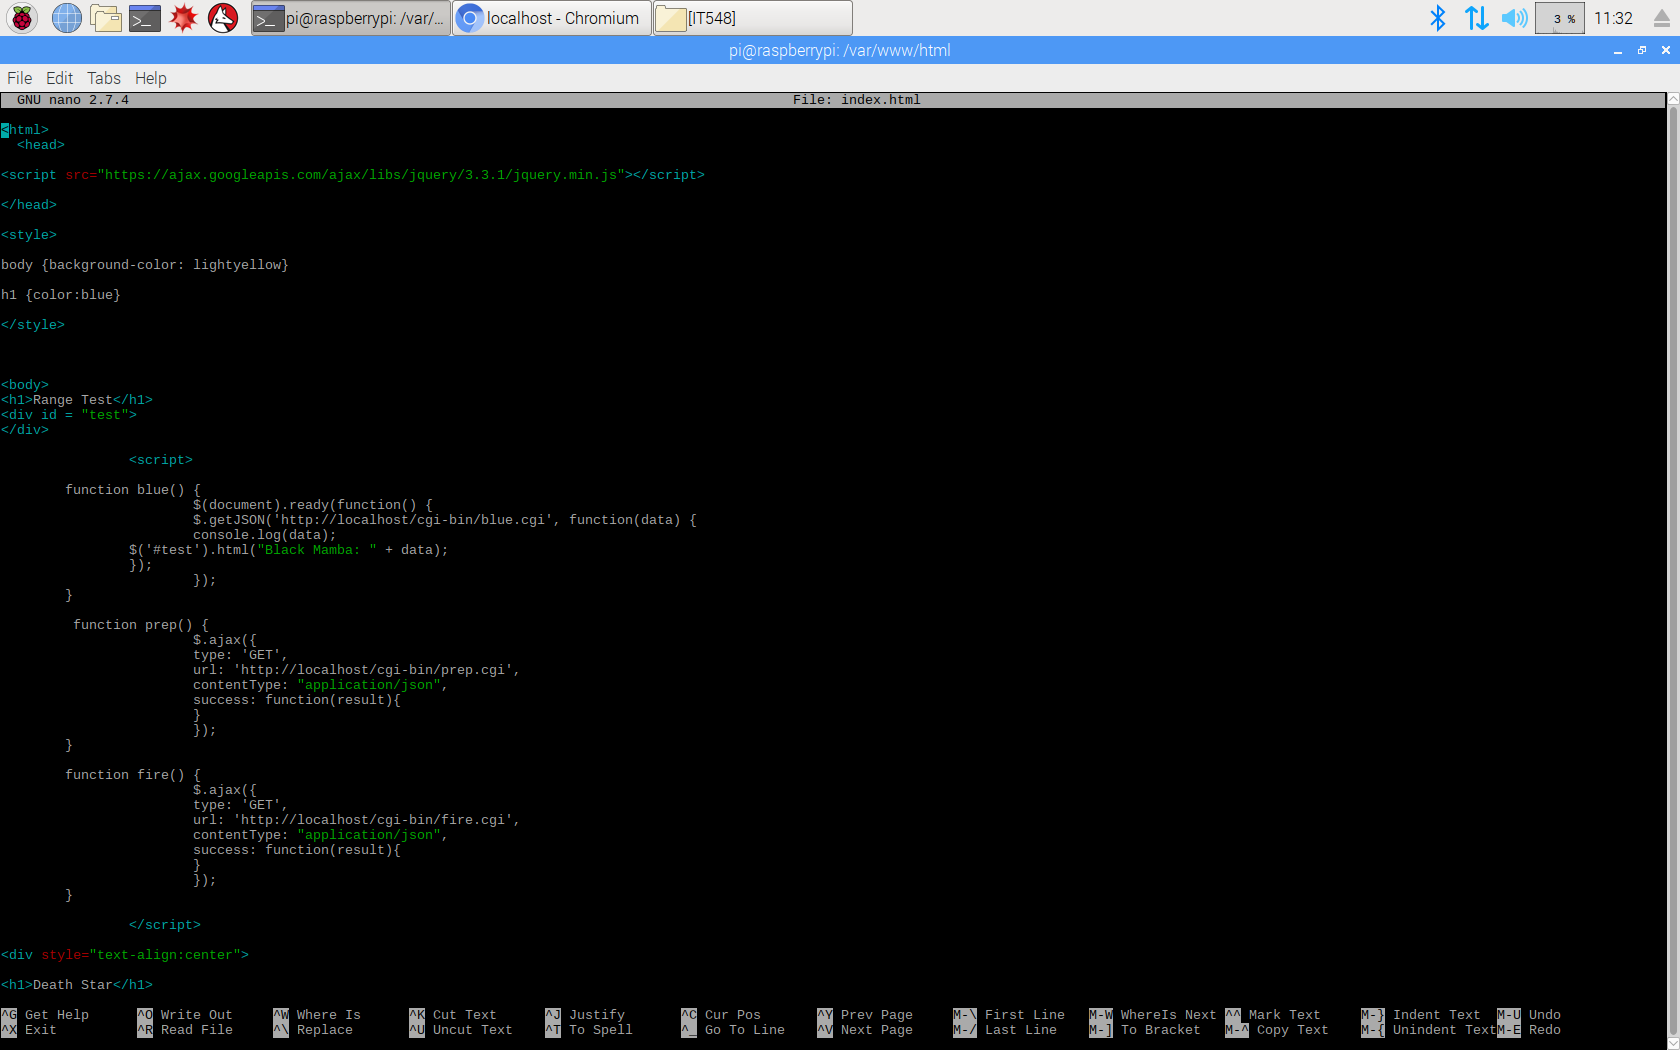 pi@raspberrypi: /var/... localhost - Chromium [IT548] 3 % 11:32
pi@raspberrypi: /var/www/html
File Edit Tabs Help
GNU nano 2.7.4 File: index.html
<html>
  <head>
<script src="https://ajax.googleapis.com/ajax/libs/jquery/3.3.1/jquery.min.js"></script>
</head>
<style>
body {background-color: lightyellow}
h1 {color:blue}
</style>
<body>
<h1>Range Test</h1>
<div id = "test">
</div>
                <script>
        function blue() {
                        $(document).ready(function() {
                        $.getJSON('http://localhost/cgi-bin/blue.cgi', function(data) {
                        console.log(data);
                $('#test').html("Black Mamba: " + data);
                });
                        });
        }
         function prep() {
                        $.ajax({
                        type: 'GET',
                        url: 'http://localhost/cgi-bin/prep.cgi',
                        contentType: "application/json",
                        success: function(result){
                        }
                        });
        }
        function fire() {
                        $.ajax({
                        type: 'GET',
                        url: 'http://localhost/cgi-bin/fire.cgi',
                        contentType: "application/json",
                        success: function(result){
                        }
                        });
        }
                </script>
<div style="text-align:center">
<h1>Death Star</h1>
^G Get Help ^O Write Out ^W Where Is ^K Cut Text ^J Justify ^C Cur Pos ^Y Prev Page M-\ First Line M-W WhereIs Next ^^ Mark Text M-} Indent Text M-U Undo
^X Exit ^R Read File ^\ Replace ^U Uncut Text ^T To Spell ^_ Go To Line ^V Next Page M-/ Last Line M-] To Bracket M-^ Copy Text M-{ Unindent Text M-E Redo